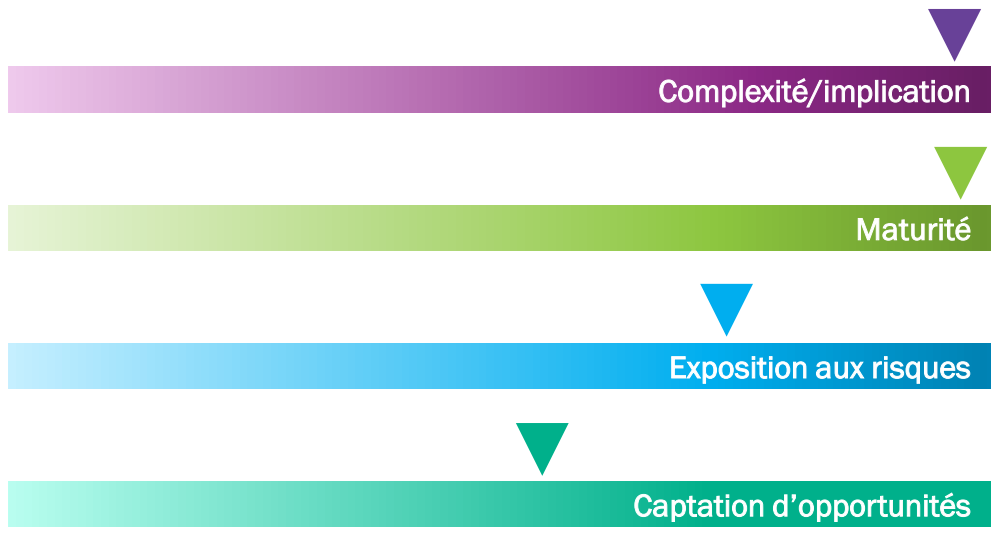 Complexité/implication
Maturité
Exposition aux risques
Captation d’opportunités